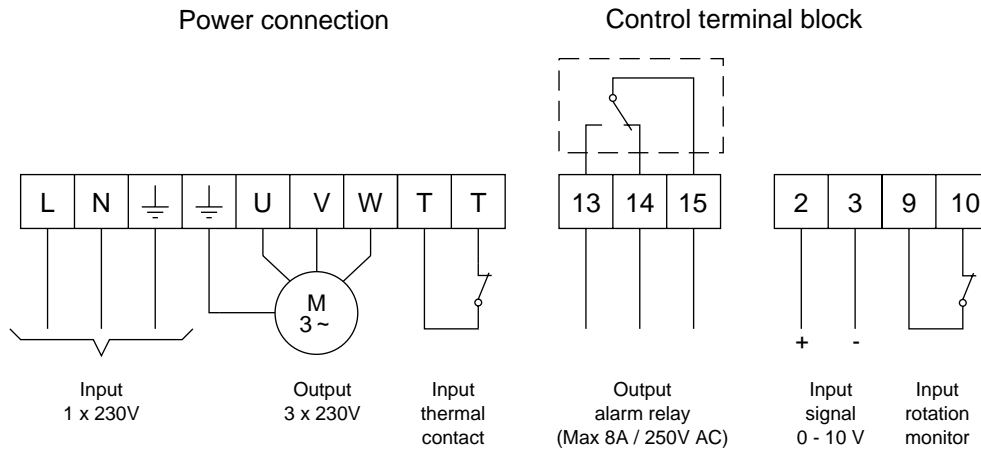 Power connection
Control terminal block
L N U V W T T
13 14 15
2 3 9 10
M
3 ~
+ -
Input
1 x 230V
Output
3 x 230V
Input
thermal
contact
Output
alarm relay
(Max 8A / 250V AC)
Input
signal
0 - 10 V
Input
rotation
monitor